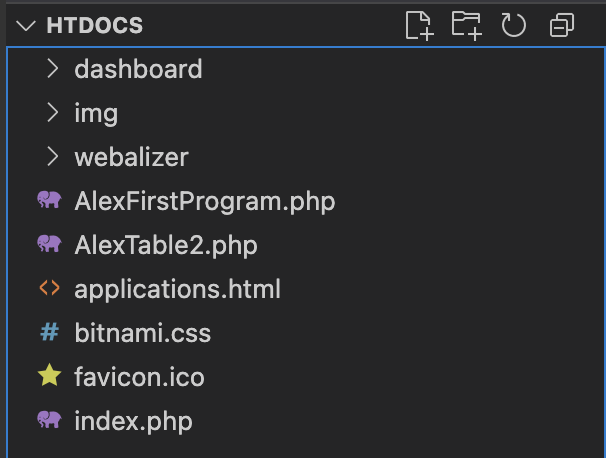 HTDOCS
dashboard
img
webalizer
AlexFirstProgram.php
AlexTable2.php
applications.html
bitnami.css
favicon.ico
index.php